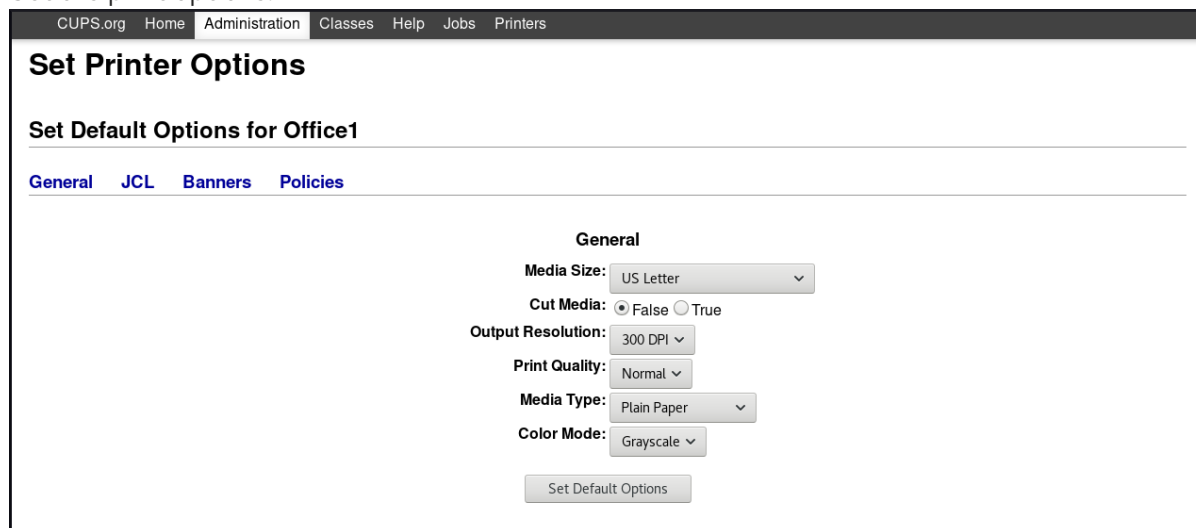 CUPS.org Home Administration Classes Help Jobs Printers
Set Printer Options
Set Default Options for Office1
General JCL Banners Policies
General
Media Size: US Letter
Cut Media: False True
Output Resolution: 300 DPI
Print Quality: Normal
Media Type: Plain Paper
Color Mode: Grayscale
Set Default Options